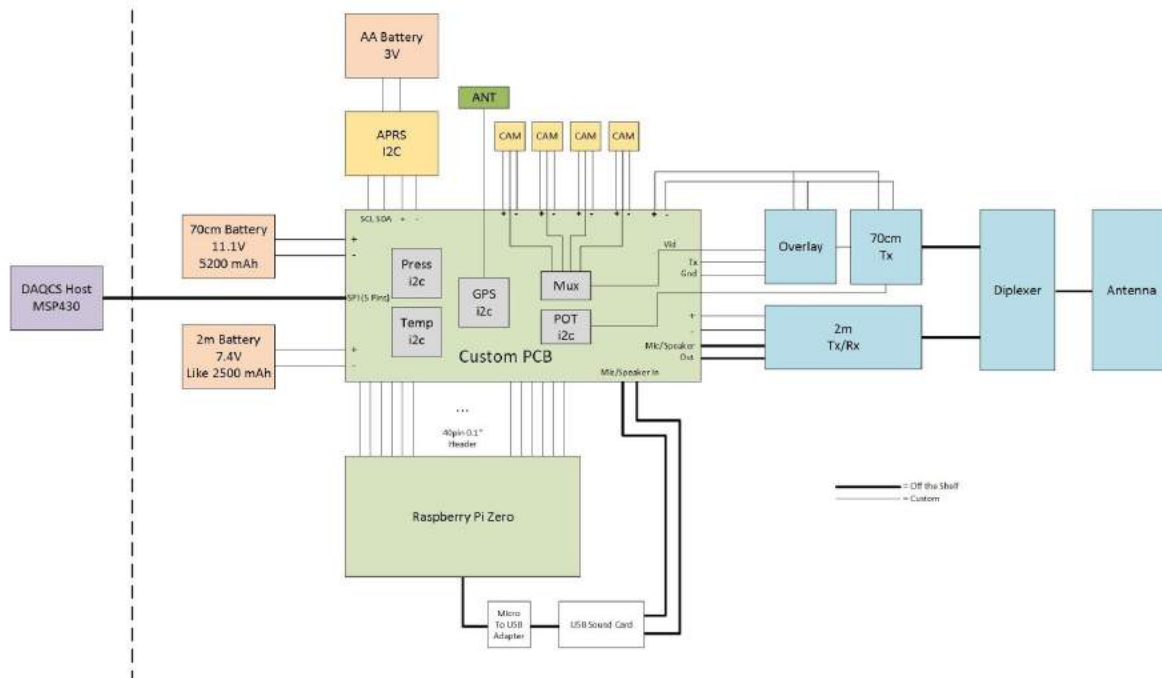 AA Battery
3V
ANT
APRS
I2C
CAM
CAM
CAM
CAM
SCL SDA + -
+ - + - + - + - + -
70cm Battery
11.1V
5200 mAh
+
-
DAQCS Host
MSP430
SPI (5 Pins)
2m Battery
7.4V
Like 2500 mAh
+
-
Press
i2c
Temp
i2c
GPS
i2c
Mux
POT
i2c
Custom PCB
Vid
Tx
Gnd
+
-
Mic/Speaker
Out
Mic/Speaker In
Overlay
70cm
Tx
2m
Tx/Rx
Diplexer
Antenna
...
40pin 0.1"
Header
Raspberry Pi Zero
Micro
To USB
Adapter
USB Sound Card
= Off the Shelf
= Custom